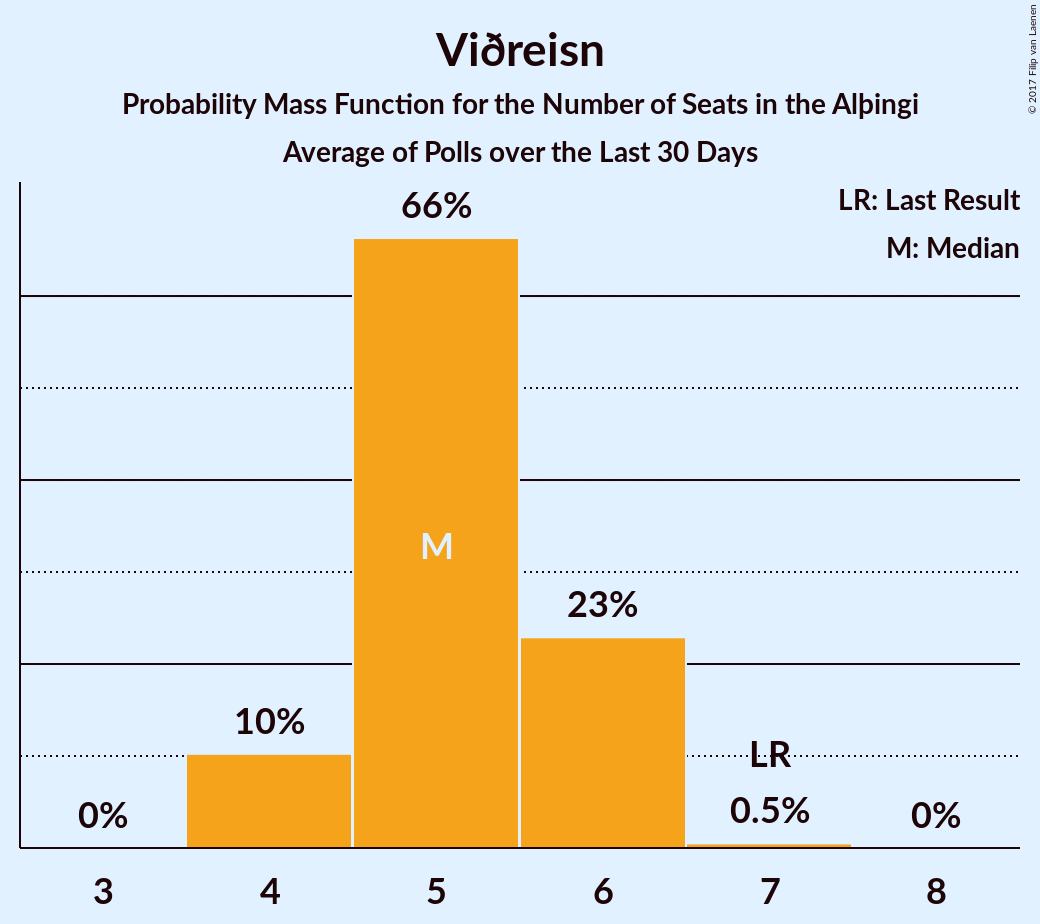 Viðreisn
Probability Mass Function for the Number of Seats in the Alþingi
Average of Polls over the Last 30 Days
© 2017 Filip van Laenen
LR: Last Result
M: Median
66%
M
23%
10%
LR
0%
0.5%
0%
3
4
5
6
7
8